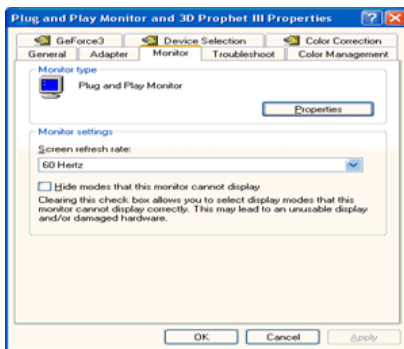 Plug and Play Monitor and 3D Prophet III Properties
GeForce3 Device Selection Color Correction
General Adapter Monitor Troubleshoot Color Management
Monitor type
Plug and Play Monitor
Properties
Monitor settings
Screen refresh rate:
60 Hertz
Hide modes that this monitor cannot display
Clearing this check box allows you to select display modes that this
monitor cannot display correctly. This may lead to an unusable display
and/or damaged hardware.
OK Cancel Apply